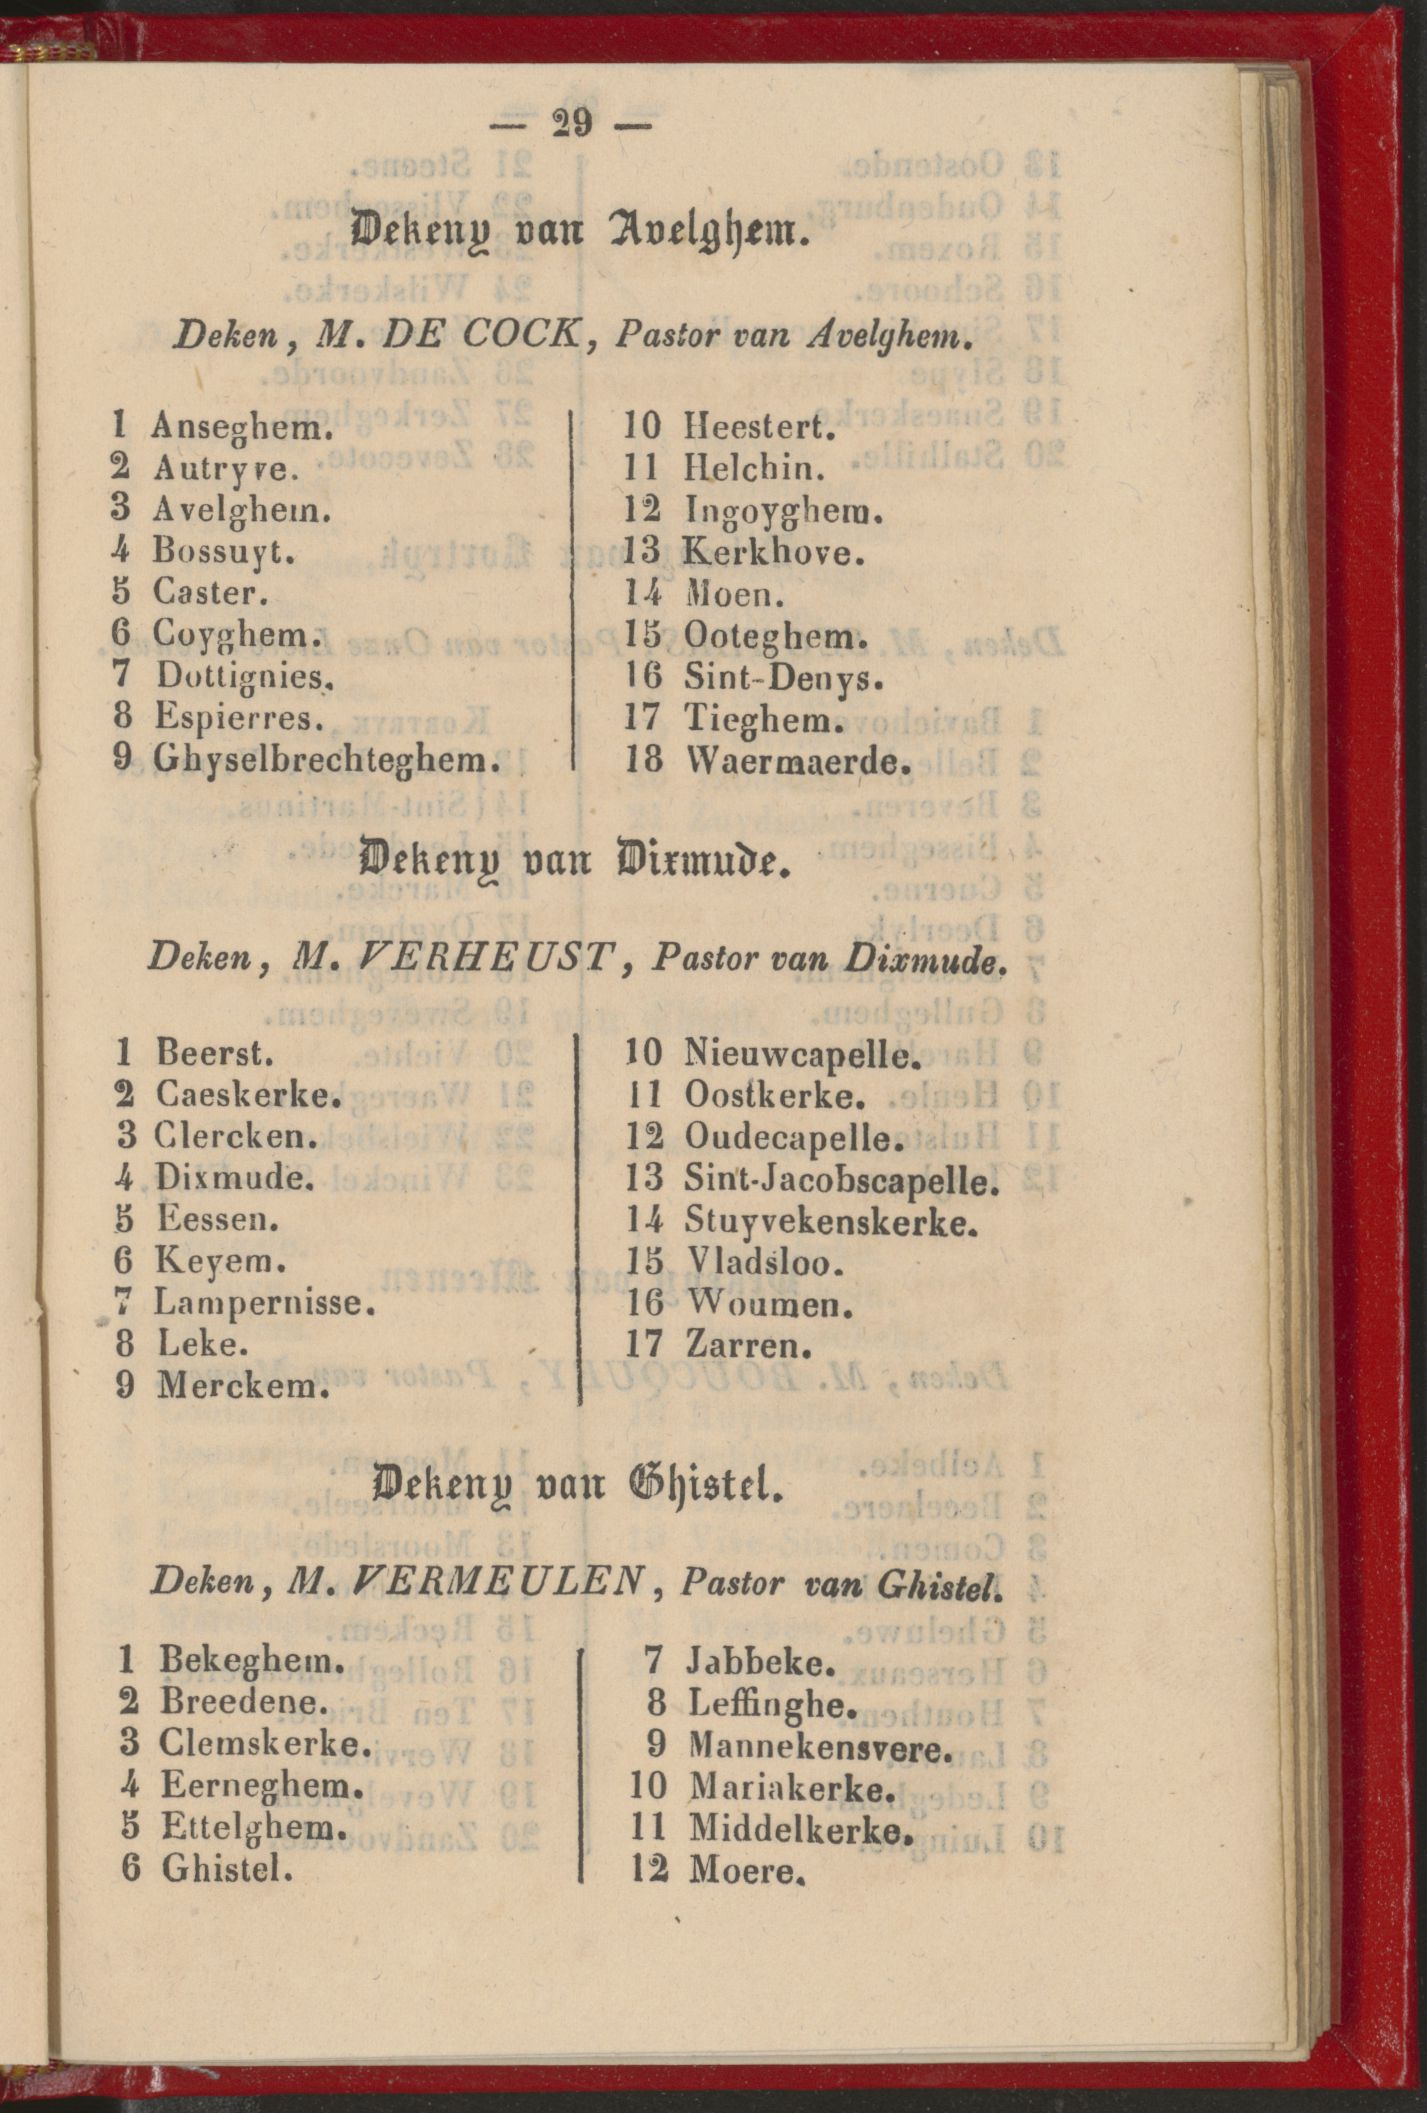 — 29 —
Dekeny van Avelghem.
Deken, M. DE COCK, Pastor van Avelghem.
1 Anseghem.
2 Autryve.
3 Avelghem.
4 Bossuyt.
5 Caster.
6 Coyghem.
7 Dottignies.
8 Espierres.
9 Ghyselbrechteghem.
10 Heestert.
11 Helchin.
12 Ingoyghem.
13 Kerkhove.
14 Moen.
15 Ooteghem.
16 Sint-Denys.
17 Tieghem.
18 Waermaerde.
Dekeny van Dixmude.
Deken, M. VERHEUST, Pastor van Dixmude.
1 Beerst.
2 Caeskerke.
3 Clercken.
4 Dixmude.
5 Eessen.
6 Keyem.
7 Lampernisse.
8 Leke.
9 Merckem.
10 Nieuwcapelle.
11 Oostkerke.
12 Oudecapelle.
13 Sint-Jacobscapelle.
14 Stuyvekenskerke.
15 Vladsloo.
16 Woumen.
17 Zarren.
Dekeny van Ghistel.
Deken, M. VERMEULEN, Pastor van Ghistel.
1 Bekeghem.
2 Breedene.
3 Clemskerke.
4 Eerneghem.
5 Ettelghem.
6 Ghistel.
7 Jabbeke.
8 Leffinghe.
9 Mannekensvere.
10 Mariakerke.
11 Middelkerke.
12 Moere.